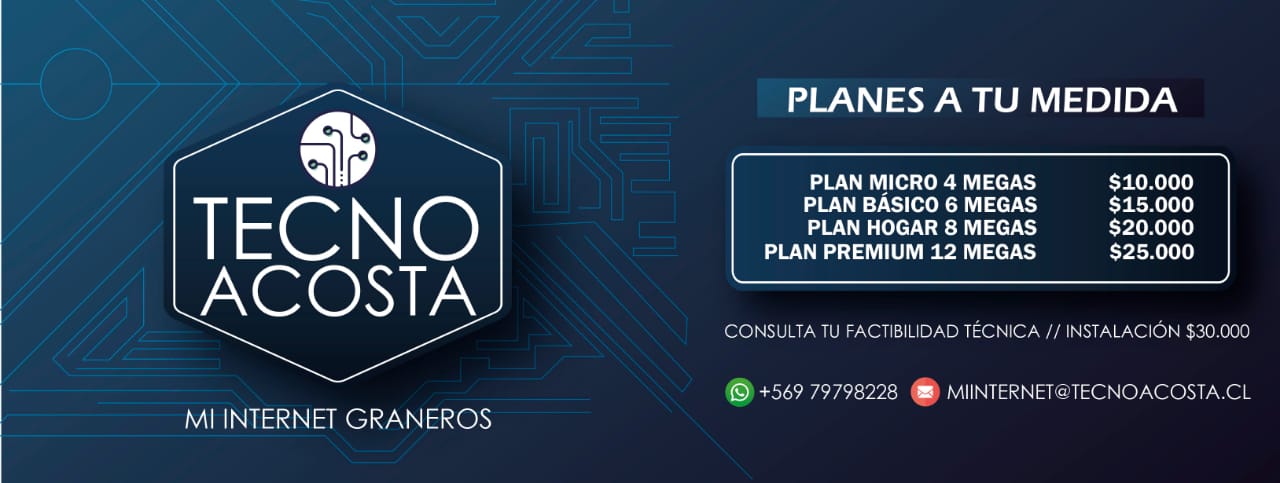 TECNO
ACOSTA
MI INTERNET GRANEROS
PLANES A TU MEDIDA
PLAN MICRO 4 MEGAS $10.000
PLAN BÁSICO 6 MEGAS $15.000
PLAN HOGAR 8 MEGAS $20.000
PLAN PREMIUM 12 MEGAS $25.000
CONSULTA TU FACTIBILIDAD TÉCNICA // INSTALACIÓN $30.000
+569 79798228 MIINTERNET@TECNOACOSTA.CL